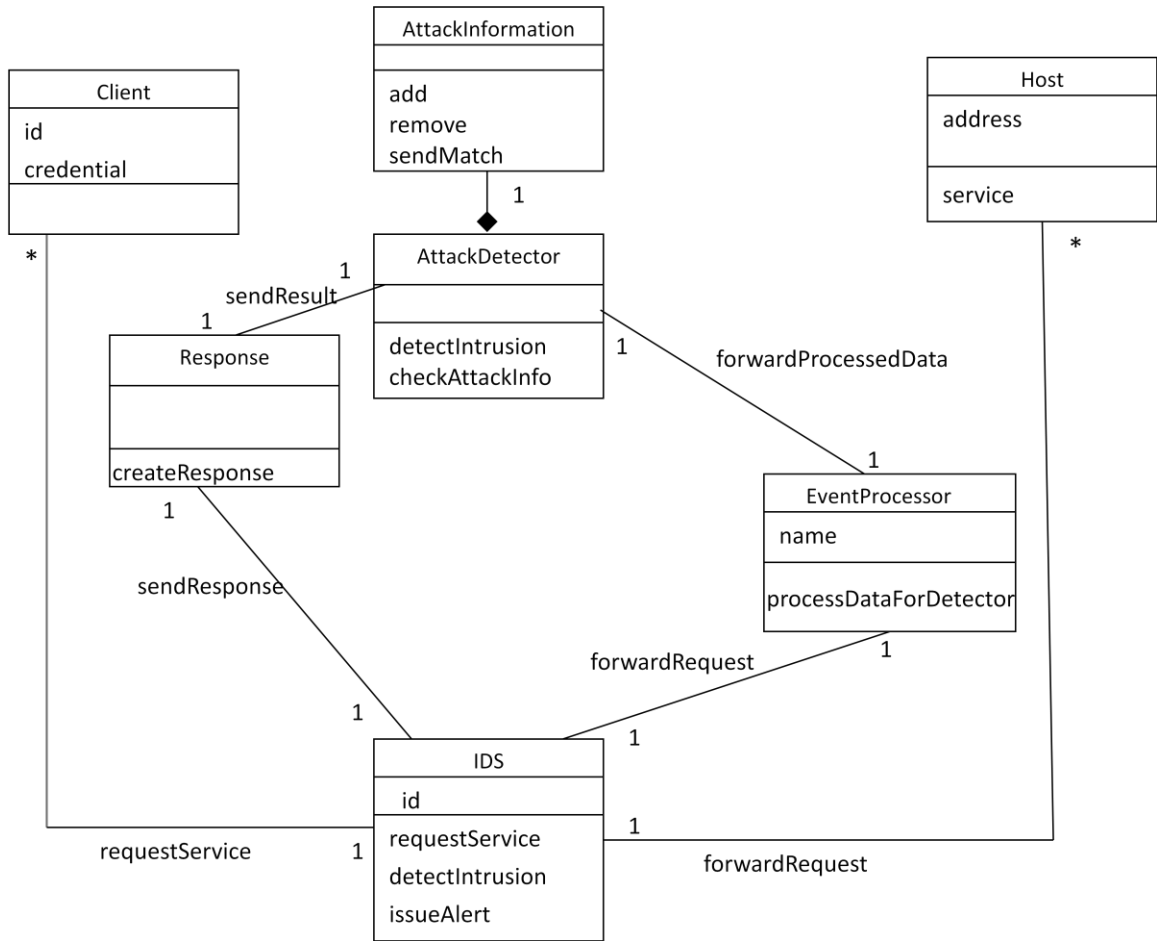 AttackInformation
add
remove
sendMatch
1
Client
id
credential
*
Host
address
service
*
AttackDetector
detectIntrusion
checkAttackInfo
1
sendResult
1
1
forwardProcessedData
1
Response
createResponse
1
sendResponse
1
EventProcessor
name
processDataForDetector
1
forwardRequest
1
IDS
id
requestService
detectIntrusion
issueAlert
requestService
1
1
forwardRequest